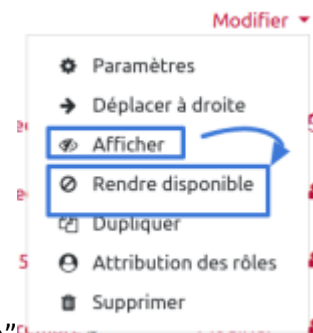 Modifier
Paramètres
Déplacer à droite
Afficher
Rendre disponible
Dupliquer
Attribution des rôles
Supprimer